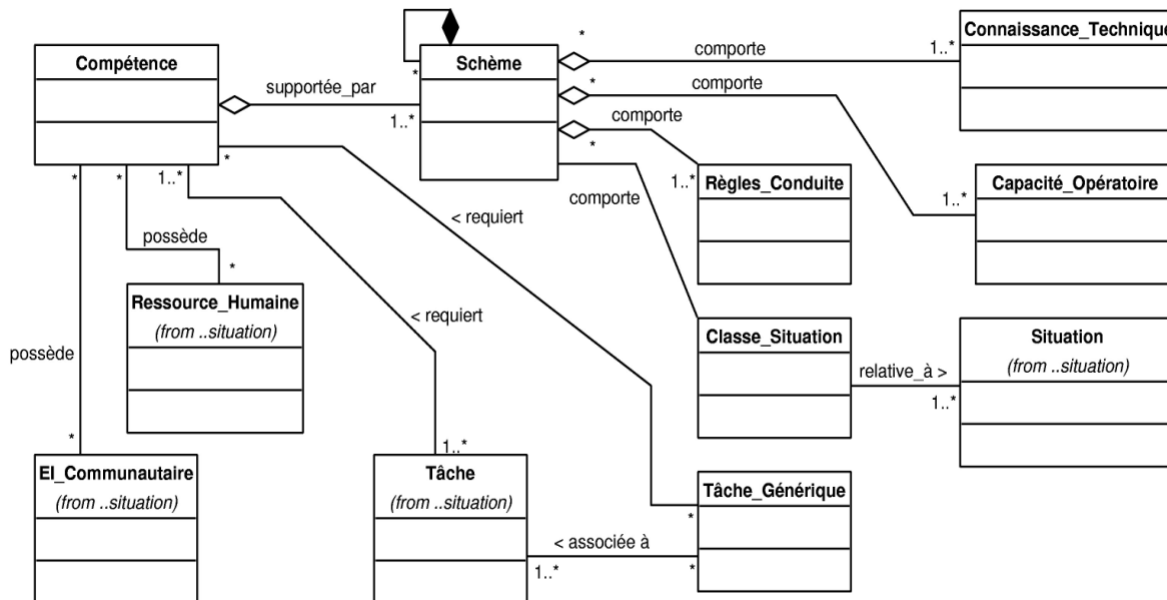 Compétence
supportée_par
1..*
Schème
*
*
comporte
1..*
Connaissance_Technique
*
comporte
1..*
Capacité_Opératoire
*
comporte
1..*
Règles_Conduite
comporte
Classe_Situation
relative_à >
1..*
Situation
(from ..situation)
*
*
1..*
*
possède
*
Ressource_Humaine
(from ..situation)
possède
*
EI_Communautaire
(from ..situation)
< requiert
1..*
Tâche
(from ..situation)
< requiert
*
Tâche_Générique
< associée à
1..*
*